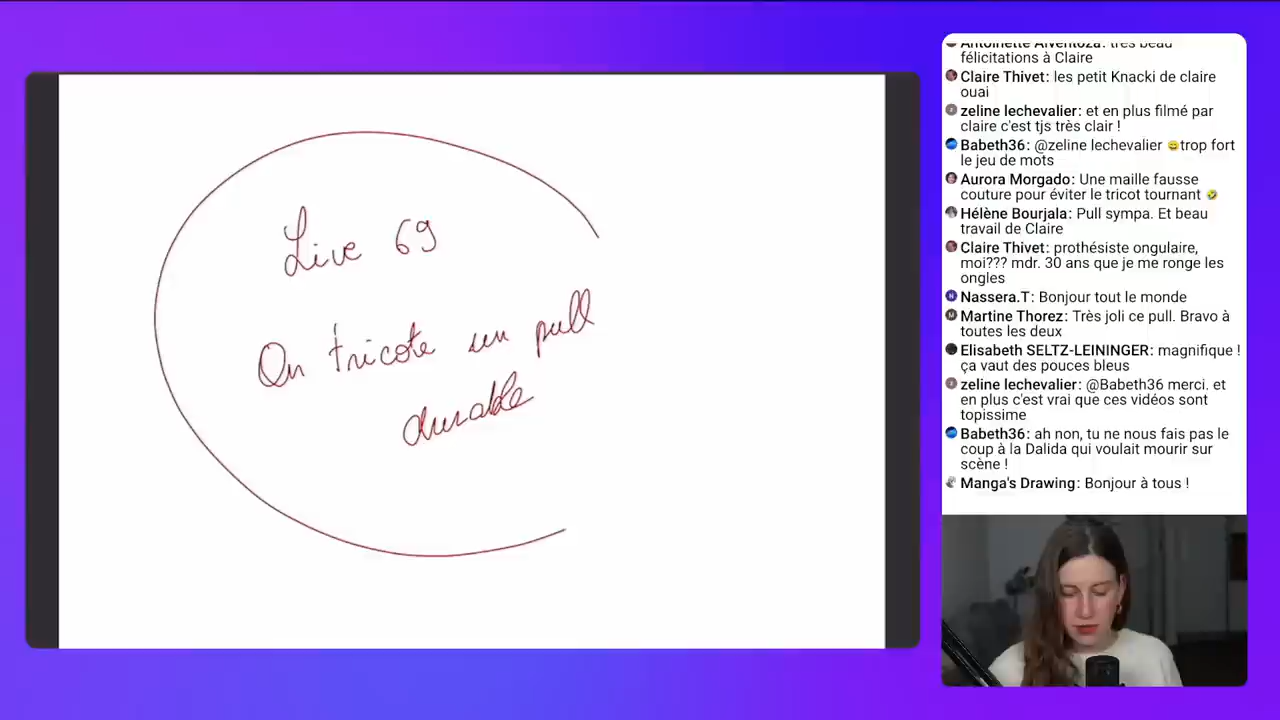 Live 69
On tricote un pull
durable
Antoinette Alventoza: très beau
félicitations à Claire
Claire Thivet: les petit Knacki de claire
ouai
zeline lechevalier: et en plus filmé par
claire c'est tjs très clair !
Babeth36: @zeline lechevalier 😄trop fort
le jeu de mots
Aurora Morgado: Une maille fausse
couture pour éviter le tricot tournant 🤣
Hélène Bourjala: Pull sympa. Et beau
travail de Claire
Claire Thivet: prothésiste ongulaire,
moi??? mdr. 30 ans que je me ronge les
ongles
N Nassera.T: Bonjour tout le monde
M Martine Thorez: Très joli ce pull. Bravo à
toutes les deux
Elisabeth SELTZ-LEININGER: magnifique !
ça vaut des pouces bleus
zeline lechevalier: @Babeth36 merci. et
en plus c'est vrai que ces vidéos sont
topissime
Babeth36: ah non, tu ne nous fais pas le
coup à la Dalida qui voulait mourir sur
scène !
Manga's Drawing: Bonjour à tous !